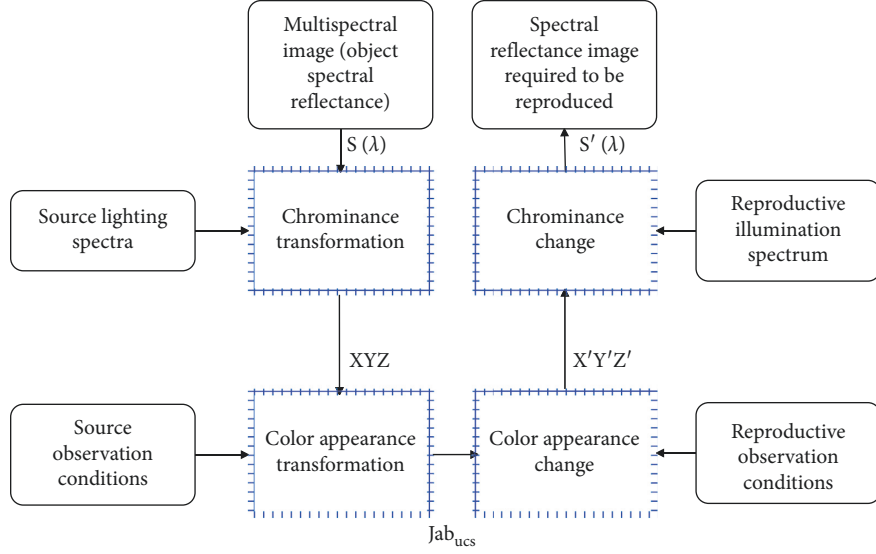 Multispectral
image (object
spectral
reflectance)
Spectral
reflectance image
required to be
reproduced
S (λ)
S′ (λ)
Source lighting
spectra
Chrominance
transformation
Chrominance
change
Reproductive
illumination
spectrum
XYZ
X′Y′Z′
Source
observation
conditions
Color appearance
transformation
Color appearance
change
Reproductive
observation
conditions
Jab_ucs